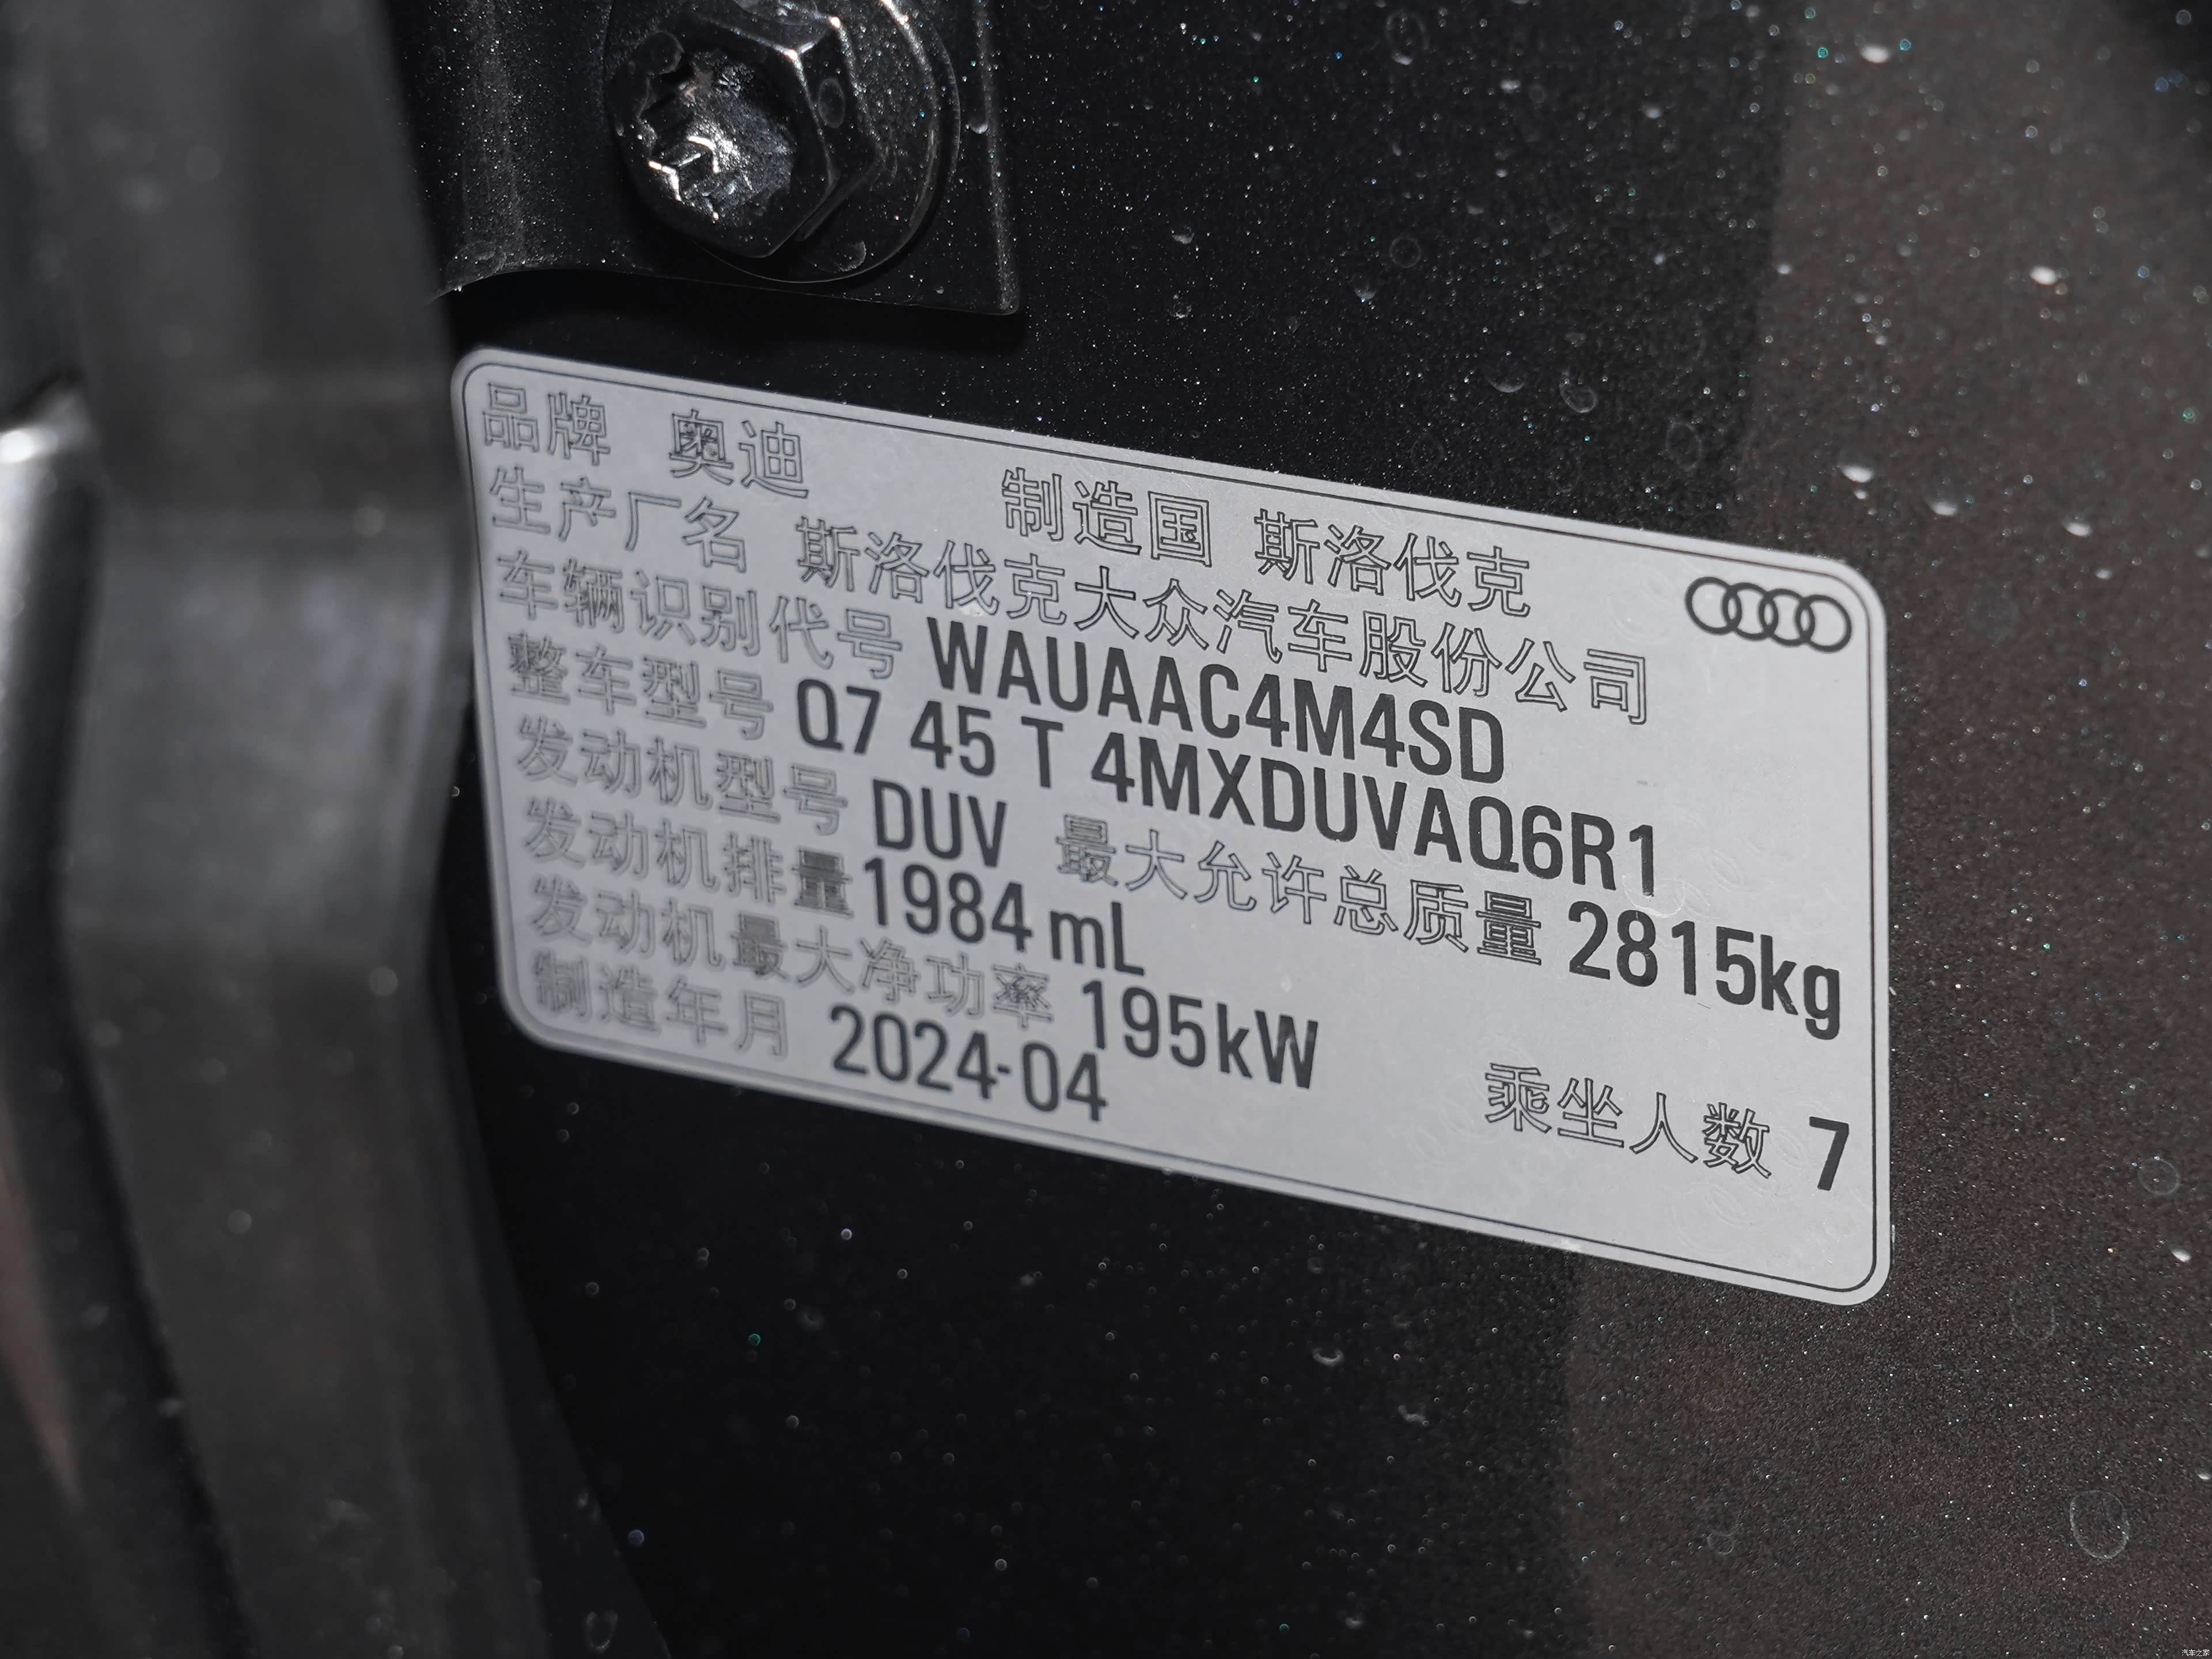 品牌 奥迪 制造国 斯洛伐克
生产厂名 斯洛伐克大众汽车股份公司
车辆识别代号 WAUAAC4M4SD
整车型号 Q7 45 T 4MXDUVAQ6R1
发动机型号 DUV 最大允许总质量 2815kg
发动机排量 1984 mL
发动机最大净功率 195kW 乘坐人数 7
制造年月 2024-04
汽车之家